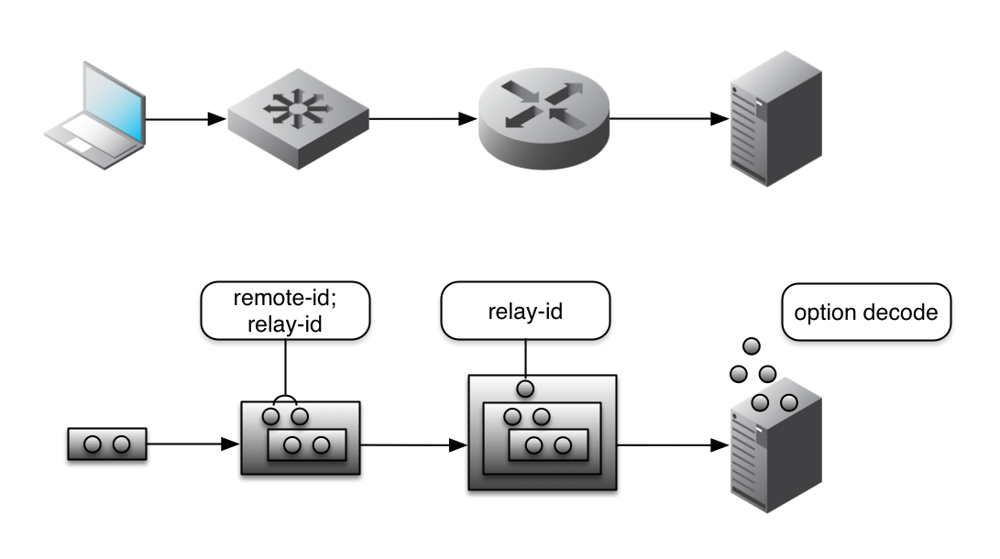 remote-id;
relay-id
relay-id
option decode